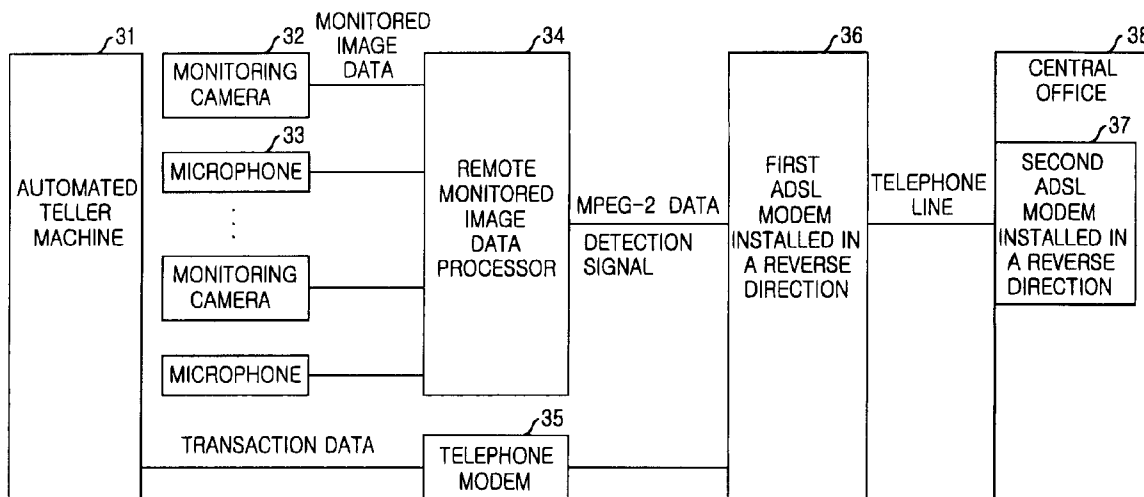 31
AUTOMATED
TELLER
MACHINE
32
MONITORING
CAMERA
MONITORED
IMAGE
DATA
33
MICROPHONE
MONITORING
CAMERA
MICROPHONE
34
REMOTE
MONITORED
IMAGE
DATA
PROCESSOR
TRANSACTION DATA
35
TELEPHONE
MODEM
MPEG-2 DATA
DETECTION
SIGNAL
36
FIRST
ADSL
MODEM
INSTALLED IN
A REVERSE
DIRECTION
TELEPHONE
LINE
38
CENTRAL
OFFICE
37
SECOND
ADSL
MODEM
INSTALLED IN
A REVERSE
DIRECTION